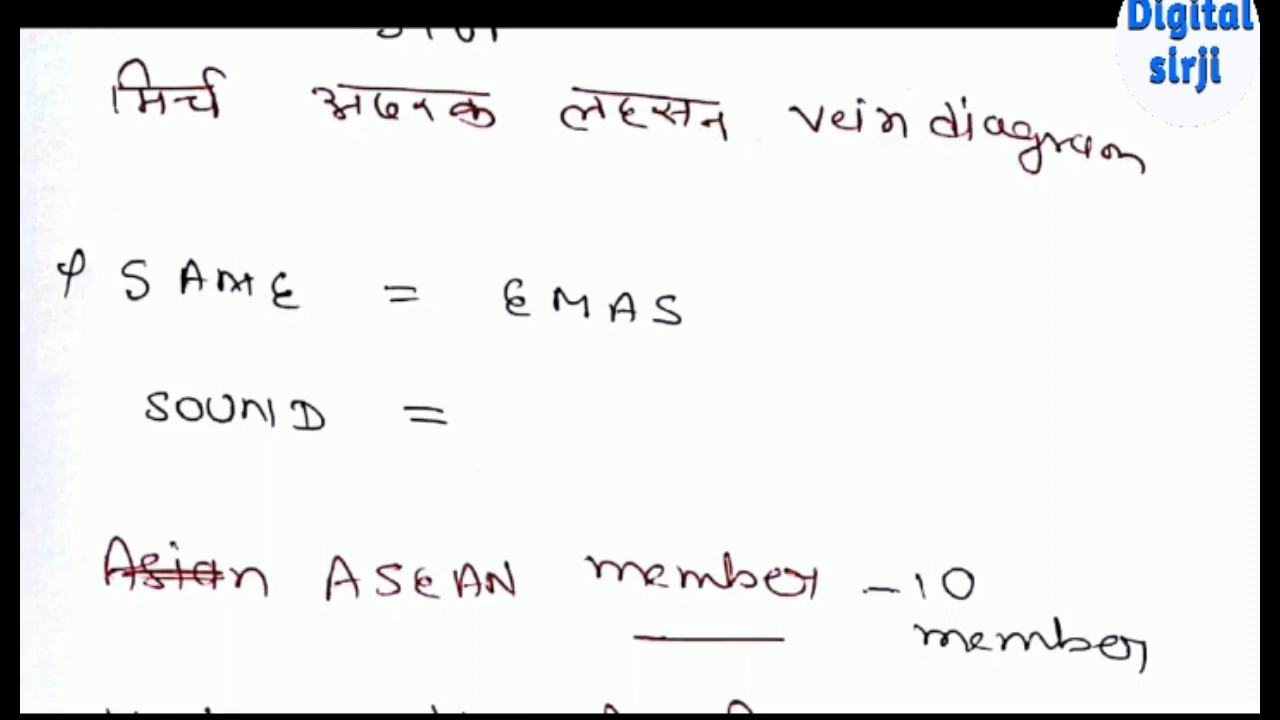 Digital
sirji
मिर्च अदरक लहसन vein diagram
SAME = EMAS
SOUND =
Asian ASEAN member - 10
member